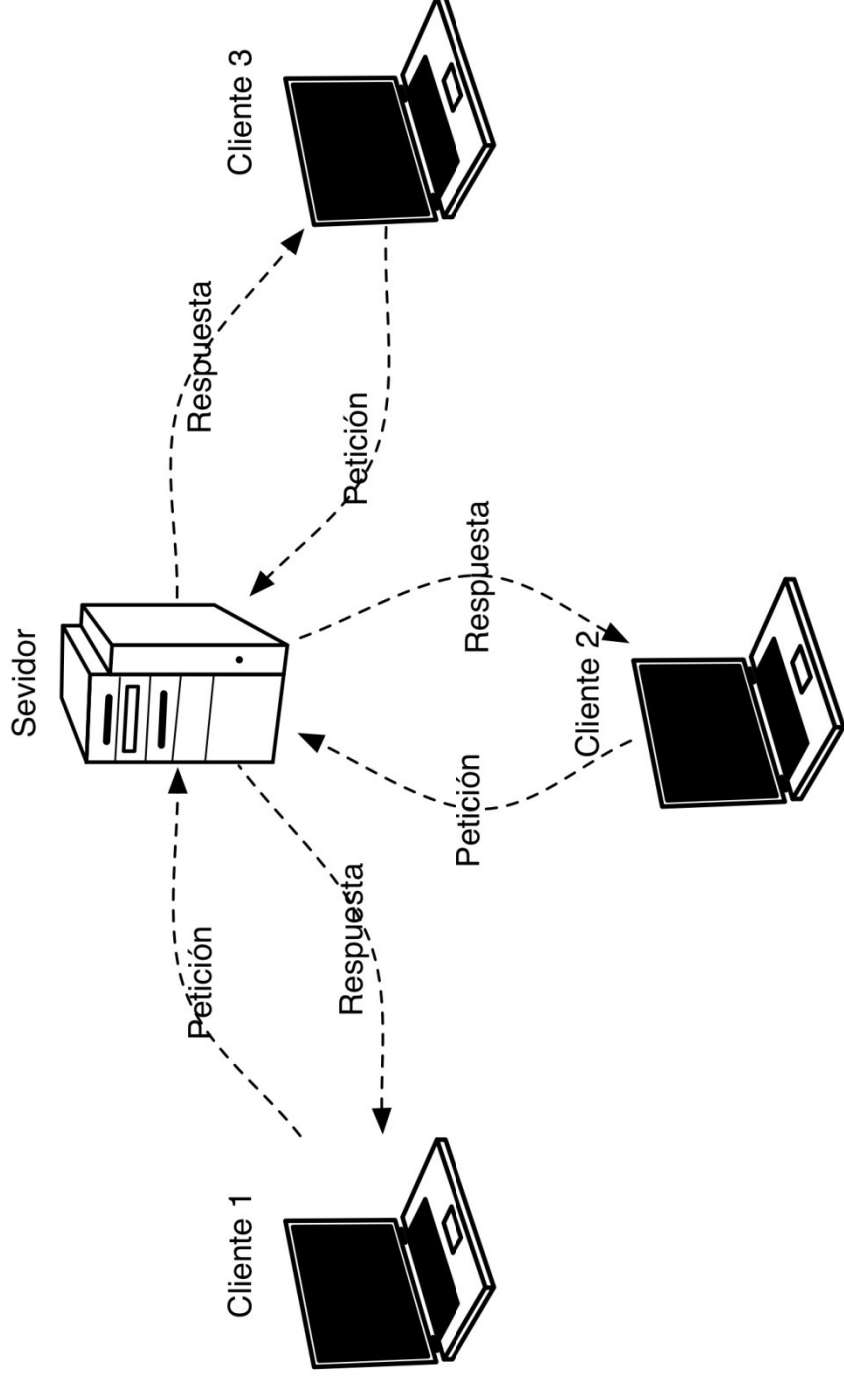 Sevidor
Petición
Respuesta
Cliente 1
Cliente 3
Respuesta
Petición
Petición
Respuesta
Cliente 2